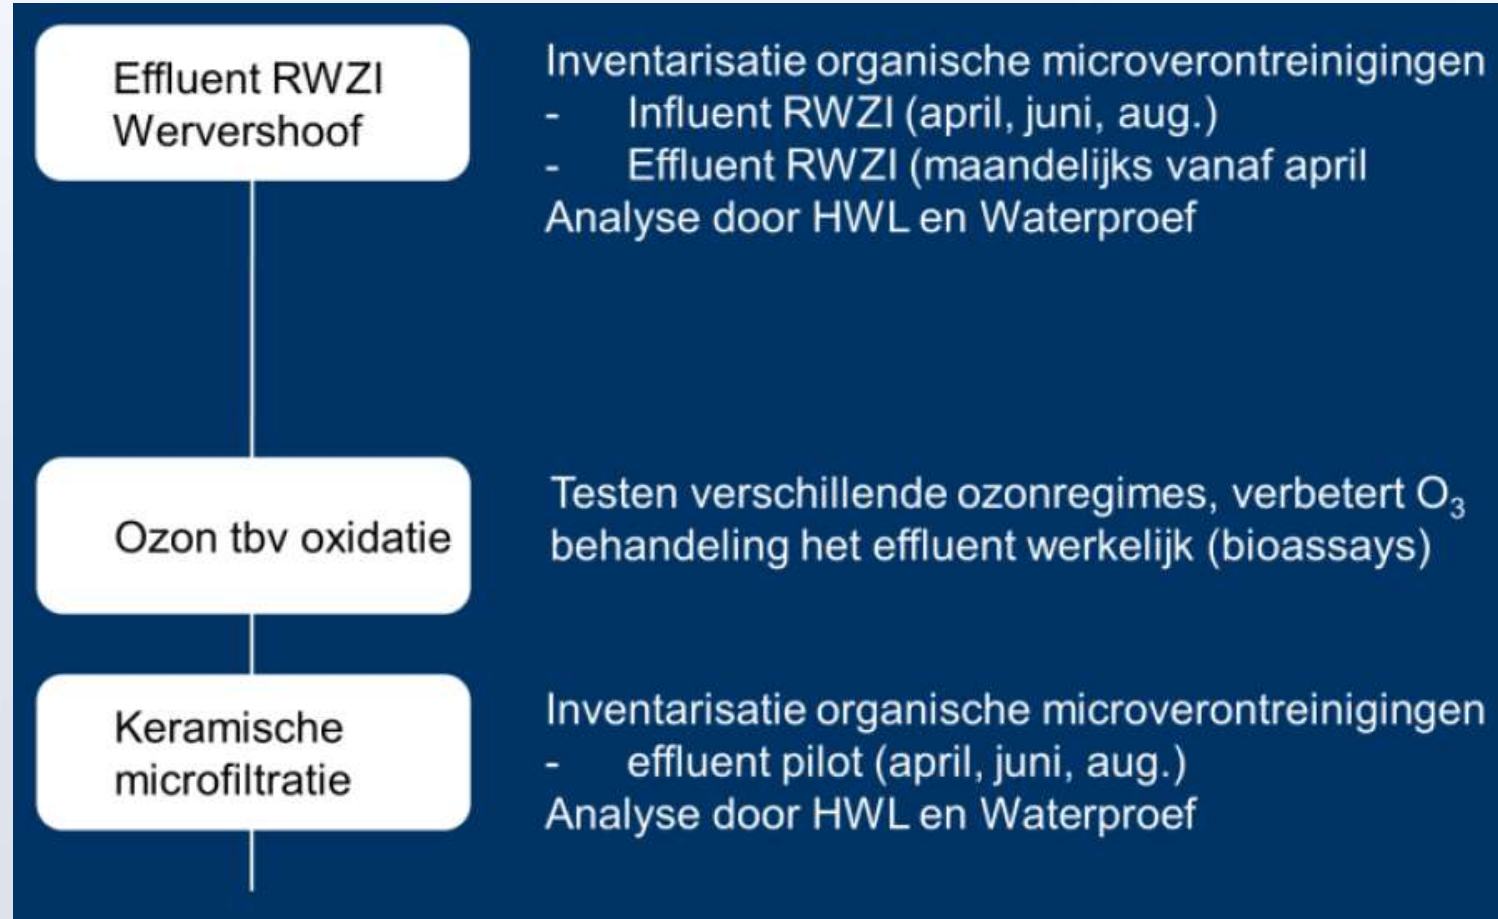 Effluent RWZI
Wervershoof
Inventarisatie organische microverontreinigingen
- Influent RWZI (april, juni, aug.)
- Effluent RWZI (maandelijks vanaf april
Analyse door HWL en Waterproef
Ozon tbv oxidatie
Testen verschillende ozonregimes, verbetert O₃
behandeling het effluent werkelijk (bioassays)
Keramische
microfiltratie
Inventarisatie organische microverontreinigingen
- effluent pilot (april, juni, aug.)
Analyse door HWL en Waterproef